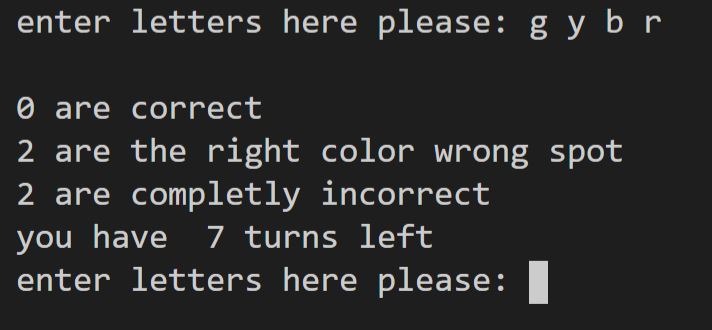 enter letters here please: g y b r
0 are correct
2 are the right color wrong spot
2 are completly incorrect
you have  7 turns left
enter letters here please: